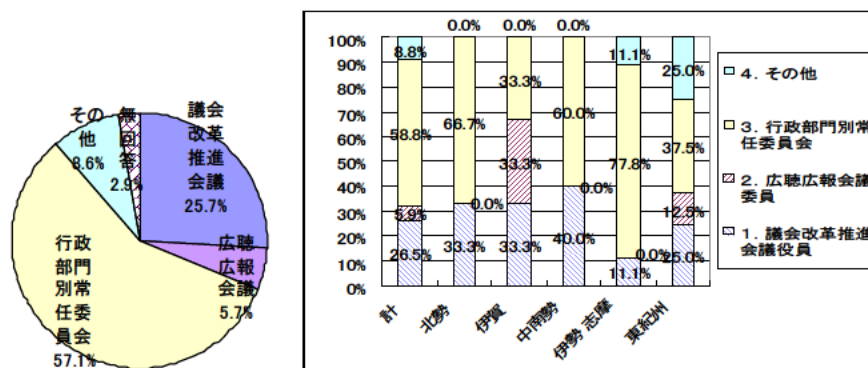 議会
改革
推進
会議
25.7%
広聴
広報
会議
5.7%
行政
部門
別常
任委
員会
57.1%
その
他
8.6%
無
回
答
2.9%
100%
90%
80%
70%
60%
50%
40%
30%
20%
10%
0%
8.8%
58.8%
5.9%
26.5%
0.0%
66.7%
0.0%
33.3%
0.0%
33.3%
33.3%
33.3%
0.0%
60.0%
0.0%
40.0%
11.1%
77.8%
0.0%
11.1%
25.0%
37.5%
12.5%
25.0%
計
北勢
伊賀
中南勢
伊勢志摩
東紀州
4. その他
3. 行政部門別常
任委員会
2. 広聴広報会議
委員
1. 議会改革推進
会議役員